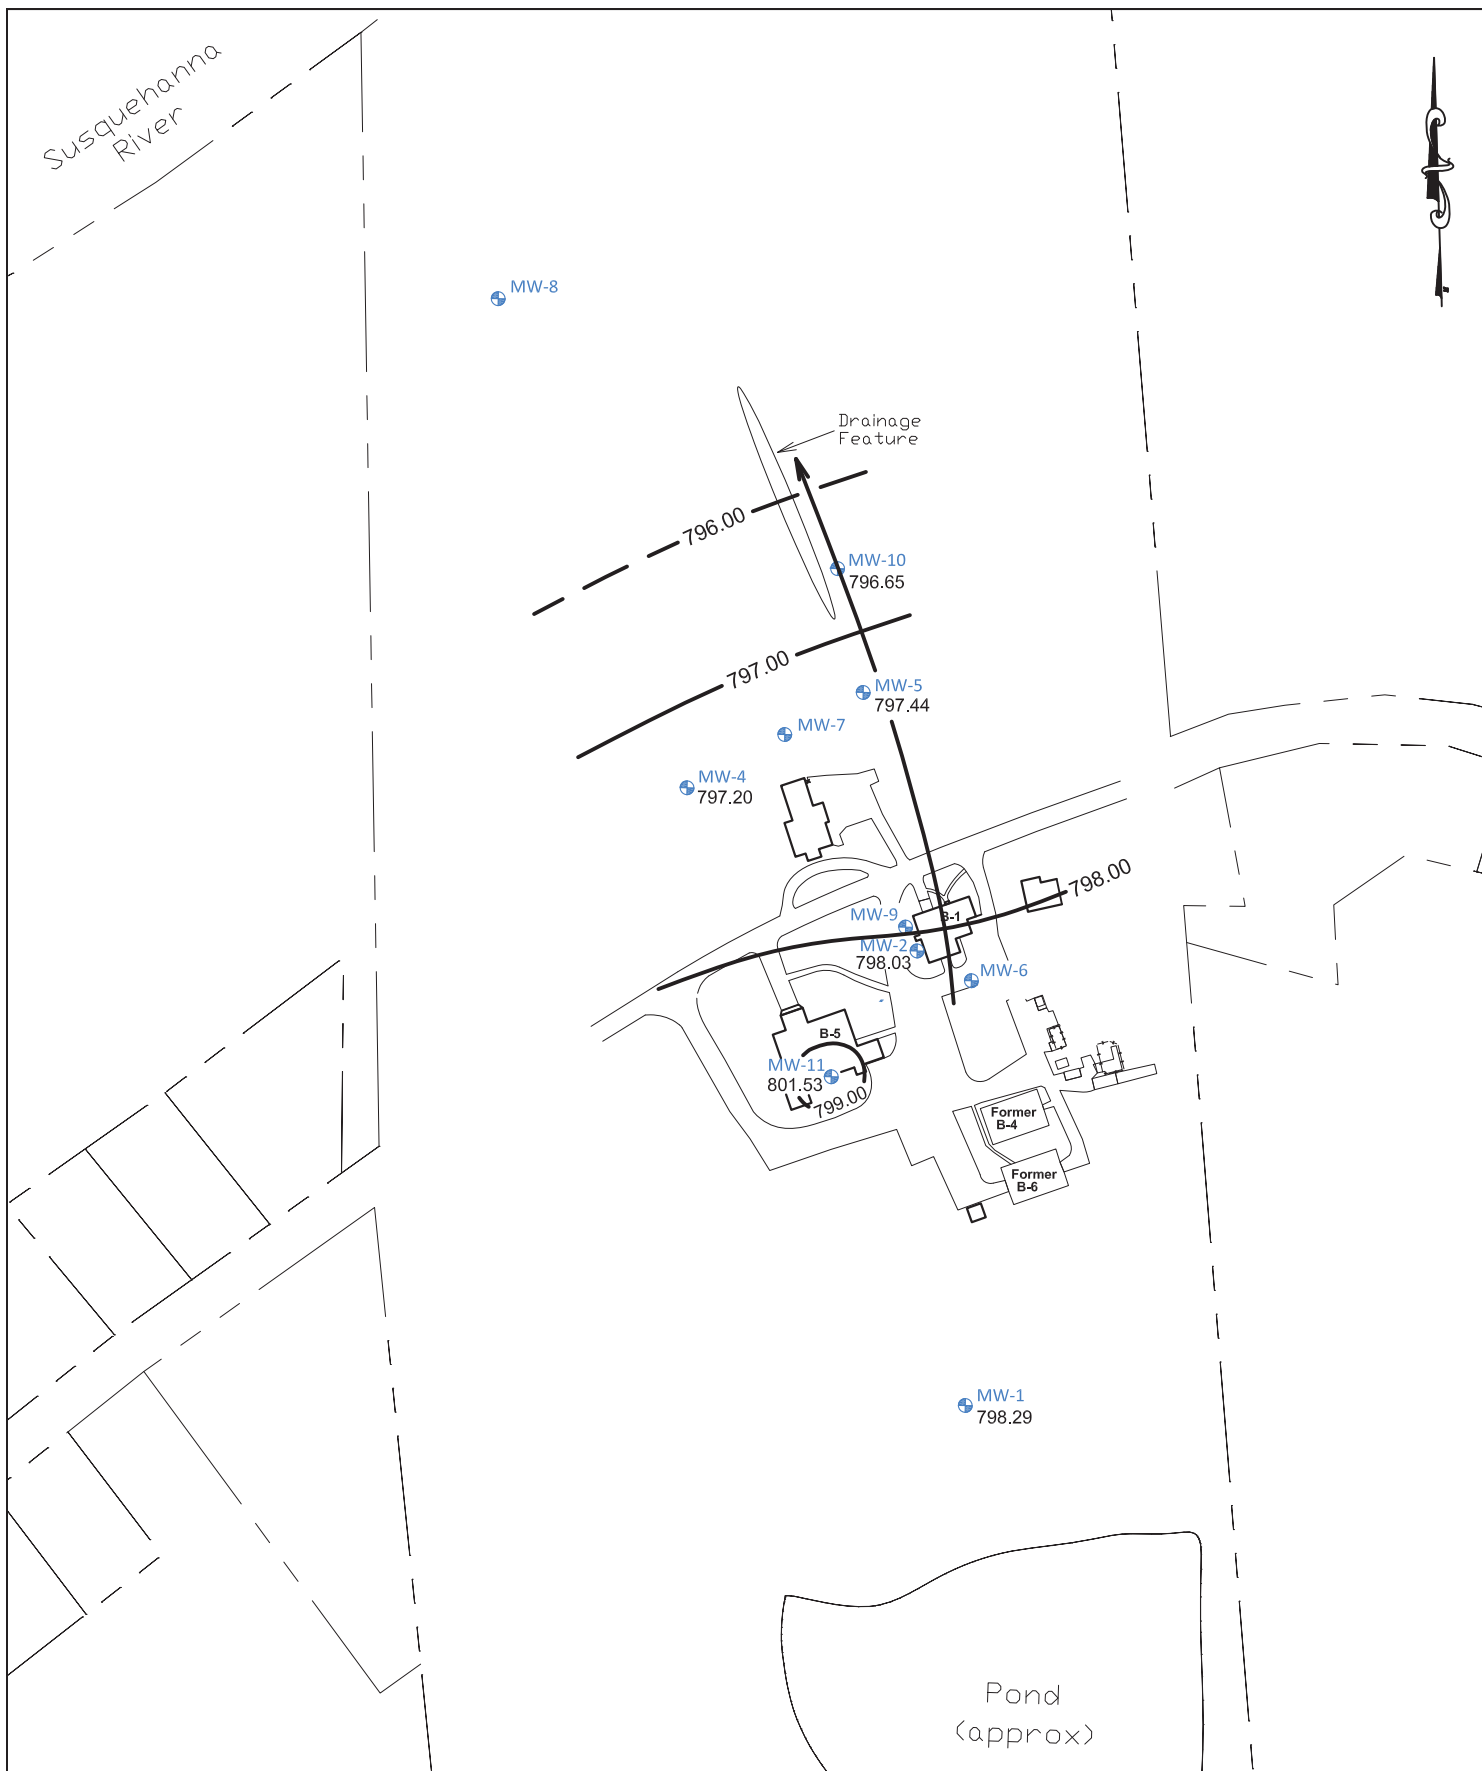 Susquehanna
River
MW-8
Drainage
Feature
796.00
MW-10
796.65
797.00
MW-5
797.44
MW-7
MW-4
797.20
798.00
MW-9
B-1
MW-2
798.03
MW-6
B-5
MW-11
801.53
799.00
Former
B-4
Former
B-6
MW-1
798.29
Pond
(approx)